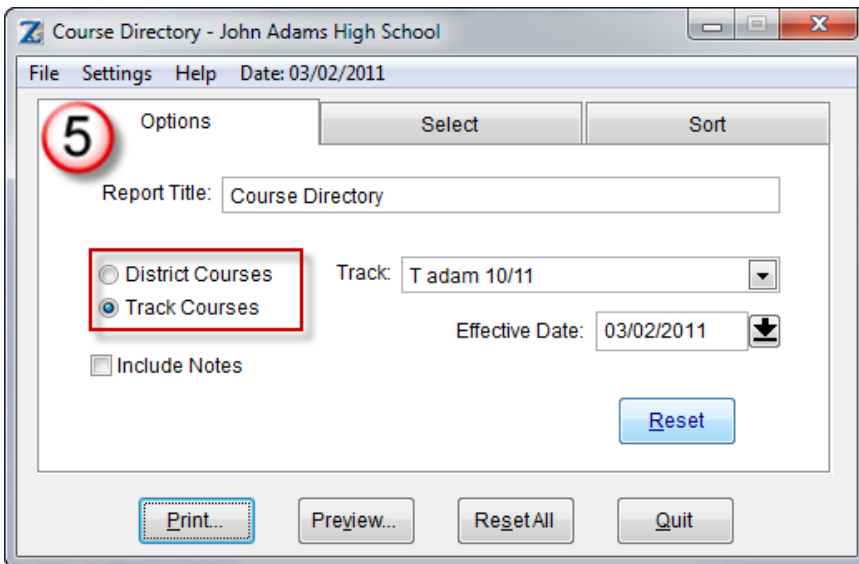 Course Directory - John Adams High School
File Settings Help Date: 03/02/2011
5 Options Select Sort
Report Title: Course Directory
District Courses Track: T adam 10/11
Track Courses
Effective Date: 03/02/2011
Include Notes
Reset
Print... Preview... Reset All Quit